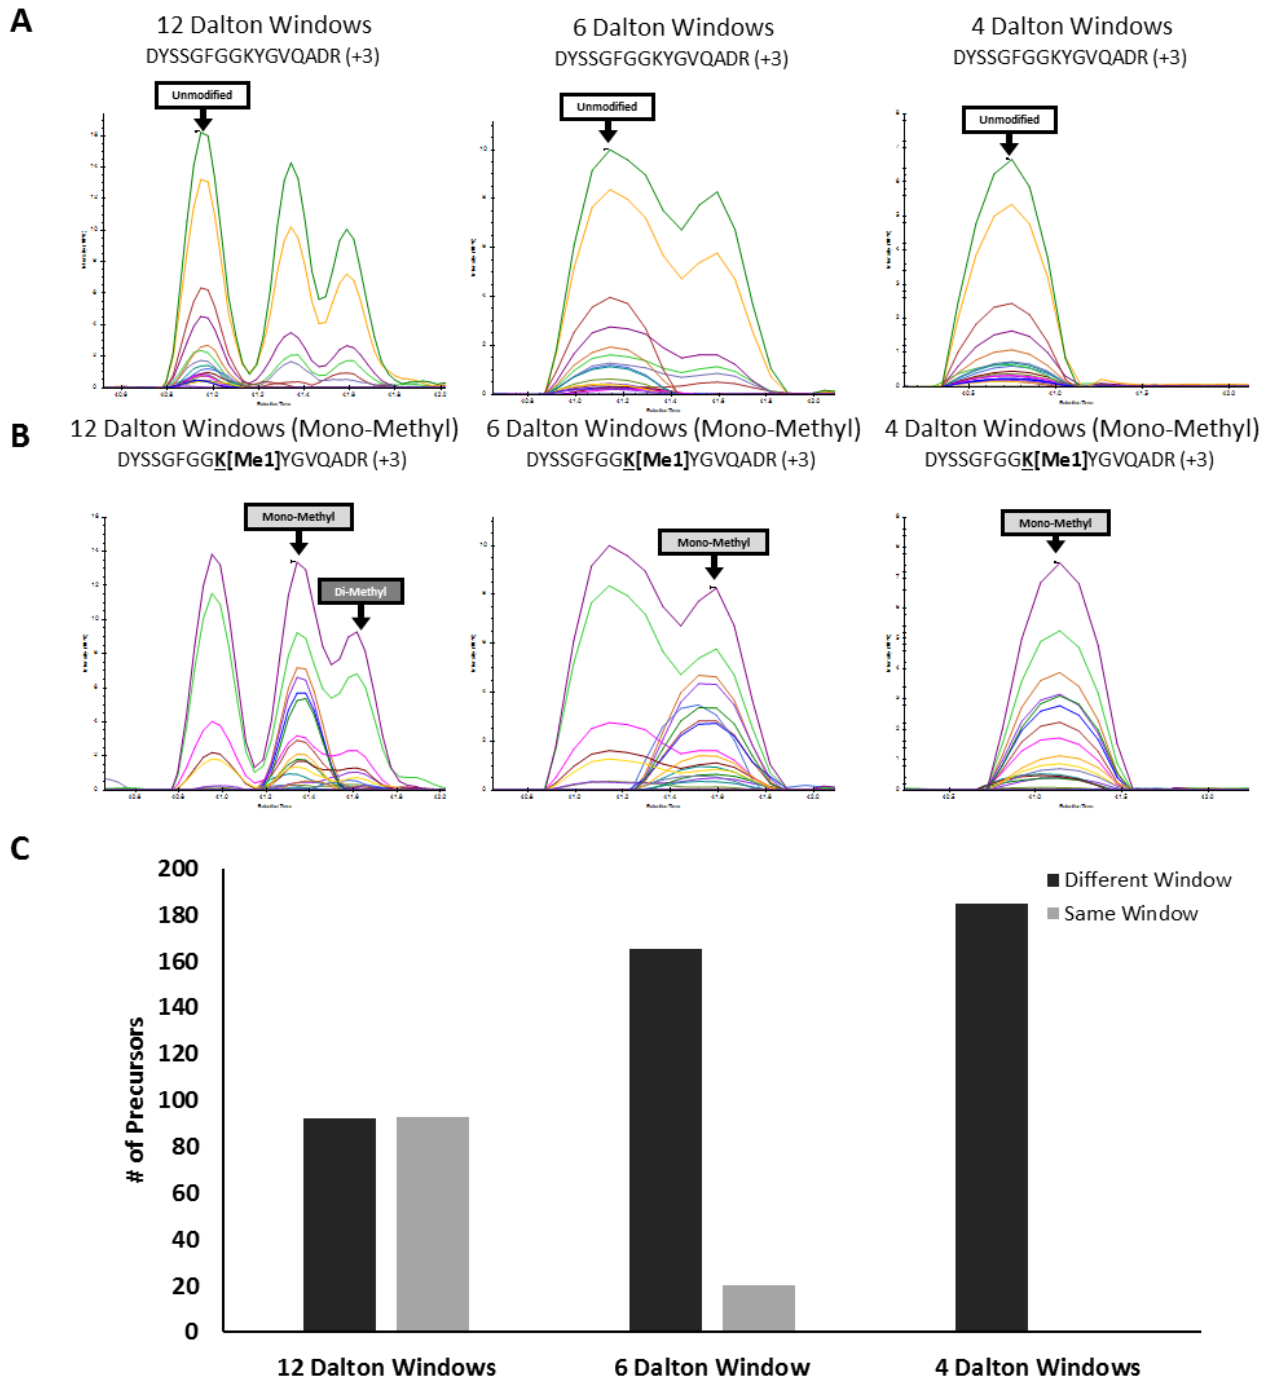 A
12 Dalton Windows
DYSSGFGGKYGVQADR (+3)
Unmodified
6 Dalton Windows
DYSSGFGGKYGVQADR (+3)
Unmodified
4 Dalton Windows
DYSSGFGGKYGVQADR (+3)
Unmodified
B
12 Dalton Windows (Mono-Methyl)
DYSSGFGGK[Me1]YGVQADR (+3)
Mono-Methyl
Di-Methyl
6 Dalton Windows (Mono-Methyl)
DYSSGFGGK[Me1]YGVQADR (+3)
Mono-Methyl
4 Dalton Windows (Mono-Methyl)
DYSSGFGGK[Me1]YGVQADR (+3)
Mono-Methyl
C
# of Precursors
200
180
160
140
120
100
80
60
40
20
0
Different Window
Same Window
12 Dalton Windows
6 Dalton Window
4 Dalton Windows